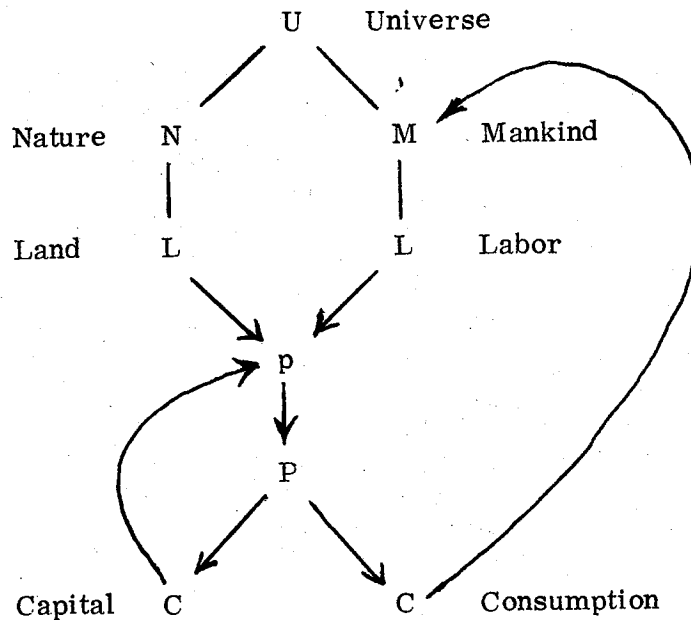 U Universe
Nature N M Mankind
Land L L Labor
p
P
Capital C C Consumption